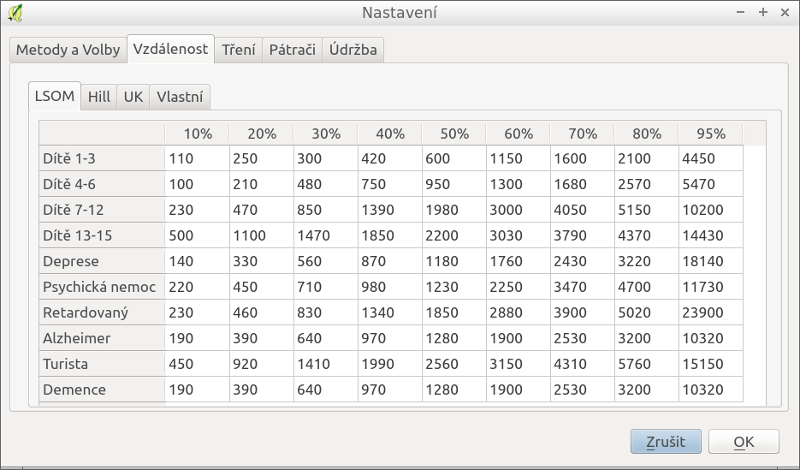 Nastavení
Metody a Volby Vzdálenost Tření Pátrači Údržba
LSOM Hill UK Vlastní
10% 20% 30% 40% 50% 60% 70% 80% 95%
Dítě 1-3 110 250 300 420 600 1150 1600 2100 4450
Dítě 4-6 100 210 480 750 950 1300 1680 2570 5470
Dítě 7-12 230 470 850 1390 1980 3000 4050 5150 10200
Dítě 13-15 500 1100 1470 1850 2200 3030 3790 4370 14430
Deprese 140 330 560 870 1180 1760 2430 3220 18140
Psychická nemoc 220 450 710 980 1230 2250 3470 4700 11730
Retardovaný 230 460 830 1340 1850 2880 3900 5020 23900
Alzheimer 190 390 640 970 1280 1900 2530 3200 10320
Turista 450 920 1410 1990 2560 3150 4310 5760 15150
Demence 190 390 640 970 1280 1900 2530 3200 10320
Zrušit OK